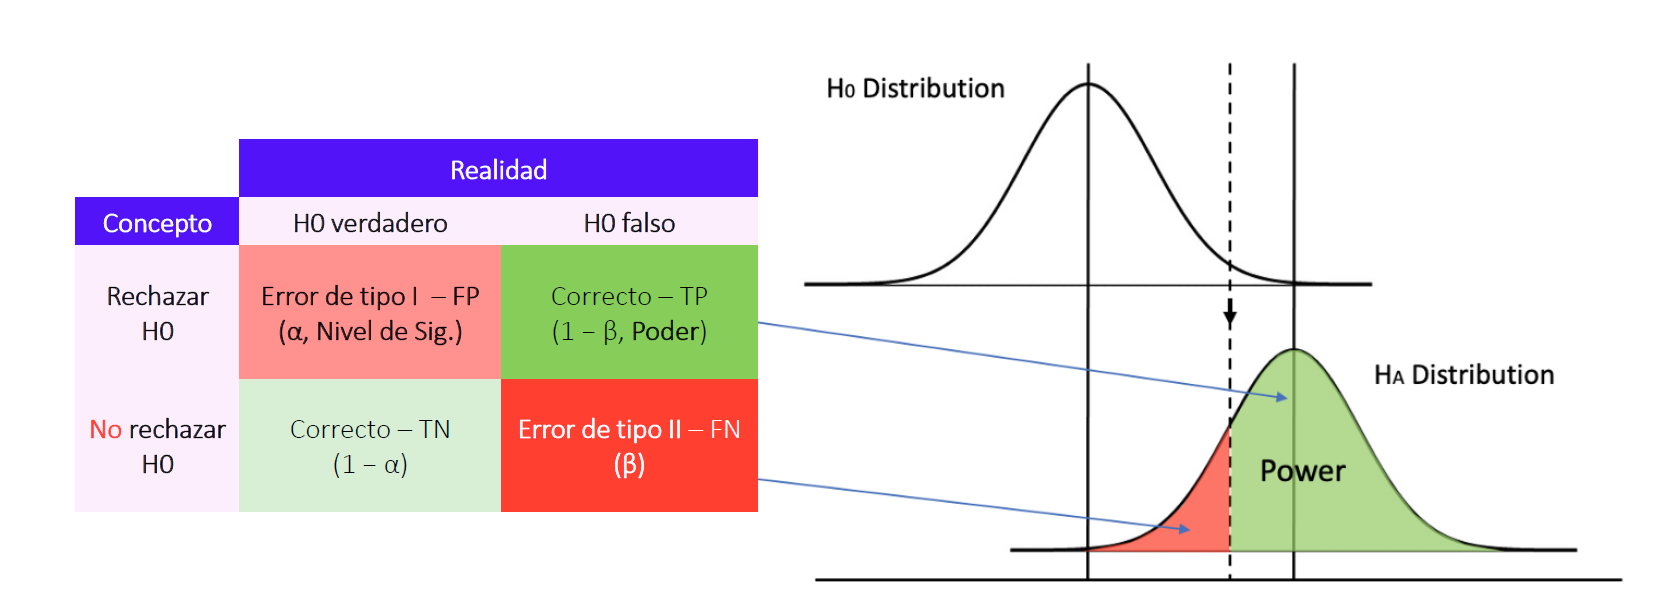 Realidad
Concepto
H0 verdadero
H0 falso
Rechazar
H0
Error de tipo I – FP
(α, Nivel de Sig.)
Correcto – TP
(1 – β, Poder)
No rechazar
H0
Correcto – TN
(1 – α)
Error de tipo II – FN
(β)
H0 Distribution
HA Distribution
Power